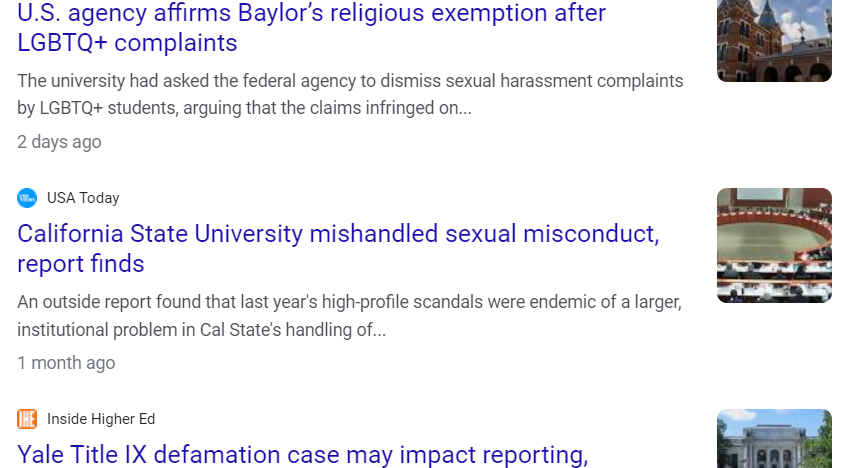 U.S. agency affirms Baylor’s religious exemption after
LGBTQ+ complaints
The university had asked the federal agency to dismiss sexual harassment complaints
by LGBTQ+ students, arguing that the claims infringed on...
2 days ago
USA Today
California State University mishandled sexual misconduct,
report finds
An outside report found that last year's high-profile scandals were endemic of a larger,
institutional problem in Cal State's handling of...
1 month ago
IHE
Inside Higher Ed
Yale Title IX defamation case may impact reporting,